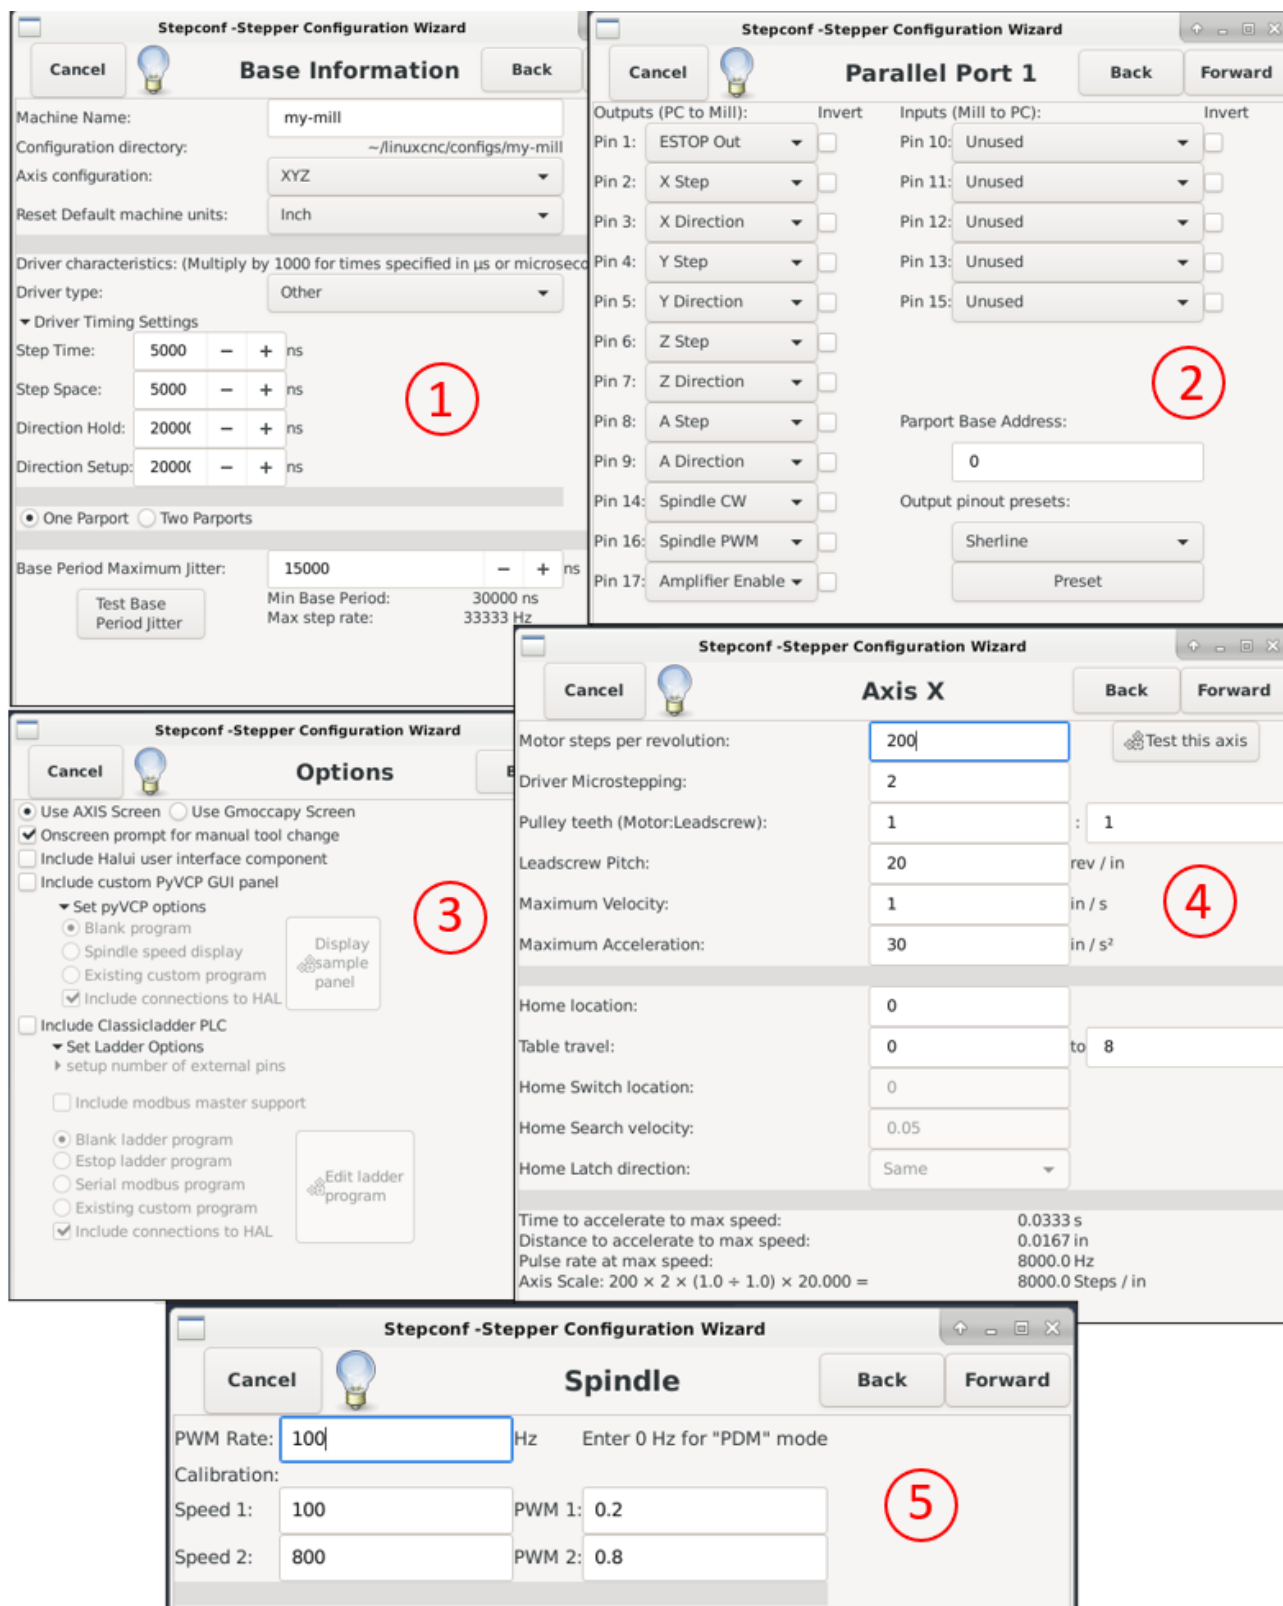 Stepconf -Stepper Configuration Wizard
Cancel Base Information Back
Machine Name: my-mill
Configuration directory: ~/linuxcnc/configs/my-mill
Axis configuration: XYZ
Reset Default machine units: Inch
Driver characteristics: (Multiply by 1000 for times specified in µs or microsecc
Driver type: Other
Driver Timing Settings
Step Time: 5000 − + ns
Step Space: 5000 − + ns
Direction Hold: 2000( − + ns
Direction Setup: 2000( − + ns
One Parport Two Parports
Base Period Maximum Jitter: 15000 − + ns
Test Base
Period Jitter
Min Base Period: 30000 ns
Max step rate: 33333 Hz
1
Stepconf -Stepper Configuration Wizard
Cancel Parallel Port 1 Back Forward
Outputs (PC to Mill): Invert Inputs (Mill to PC): Invert
Pin 1: ESTOP Out Pin 10: Unused
Pin 2: X Step Pin 11: Unused
Pin 3: X Direction Pin 12: Unused
Pin 4: Y Step Pin 13: Unused
Pin 5: Y Direction Pin 15: Unused
Pin 6: Z Step
Pin 7: Z Direction
Pin 8: A Step Parport Base Address:
Pin 9: A Direction 0
Pin 14: Spindle CW Output pinout presets:
Pin 16: Spindle PWM Sherline
Pin 17: Amplifier Enable Preset
2
Stepconf -Stepper Configuration Wizard
Cancel Options B
Use AXIS Screen Use Gmoccapy Screen
Onscreen prompt for manual tool change
Include Halui user interface component
Include custom PyVCP GUI panel
Set pyVCP options
Blank program
Spindle speed display
Existing custom program
Include connections to HAL
Display
sample
panel
Include Classicladder PLC
Set Ladder Options
setup number of external pins
Include modbus master support
Blank ladder program
Estop ladder program
Serial modbus program
Existing custom program
Include connections to HAL
Edit ladder
program
3
Stepconf -Stepper Configuration Wizard
Cancel Axis X Back Forward
Motor steps per revolution: 200 Test this axis
Driver Microstepping: 2
Pulley teeth (Motor:Leadscrew): 1 : 1
Leadscrew Pitch: 20 rev / in
Maximum Velocity: 1 in / s
Maximum Acceleration: 30 in / s²
Home location: 0
Table travel: 0 to 8
Home Switch location: 0
Home Search velocity: 0.05
Home Latch direction: Same
Time to accelerate to max speed: 0.0333 s
Distance to accelerate to max speed: 0.0167 in
Pulse rate at max speed: 8000.0 Hz
Axis Scale: 200 × 2 × (1.0 ÷ 1.0) × 20.000 = 8000.0 Steps / in
4
Stepconf -Stepper Configuration Wizard
Cancel Spindle Back Forward
PWM Rate: 100 Hz Enter 0 Hz for "PDM" mode
Calibration:
Speed 1: 100 PWM 1: 0.2
Speed 2: 800 PWM 2: 0.8
5